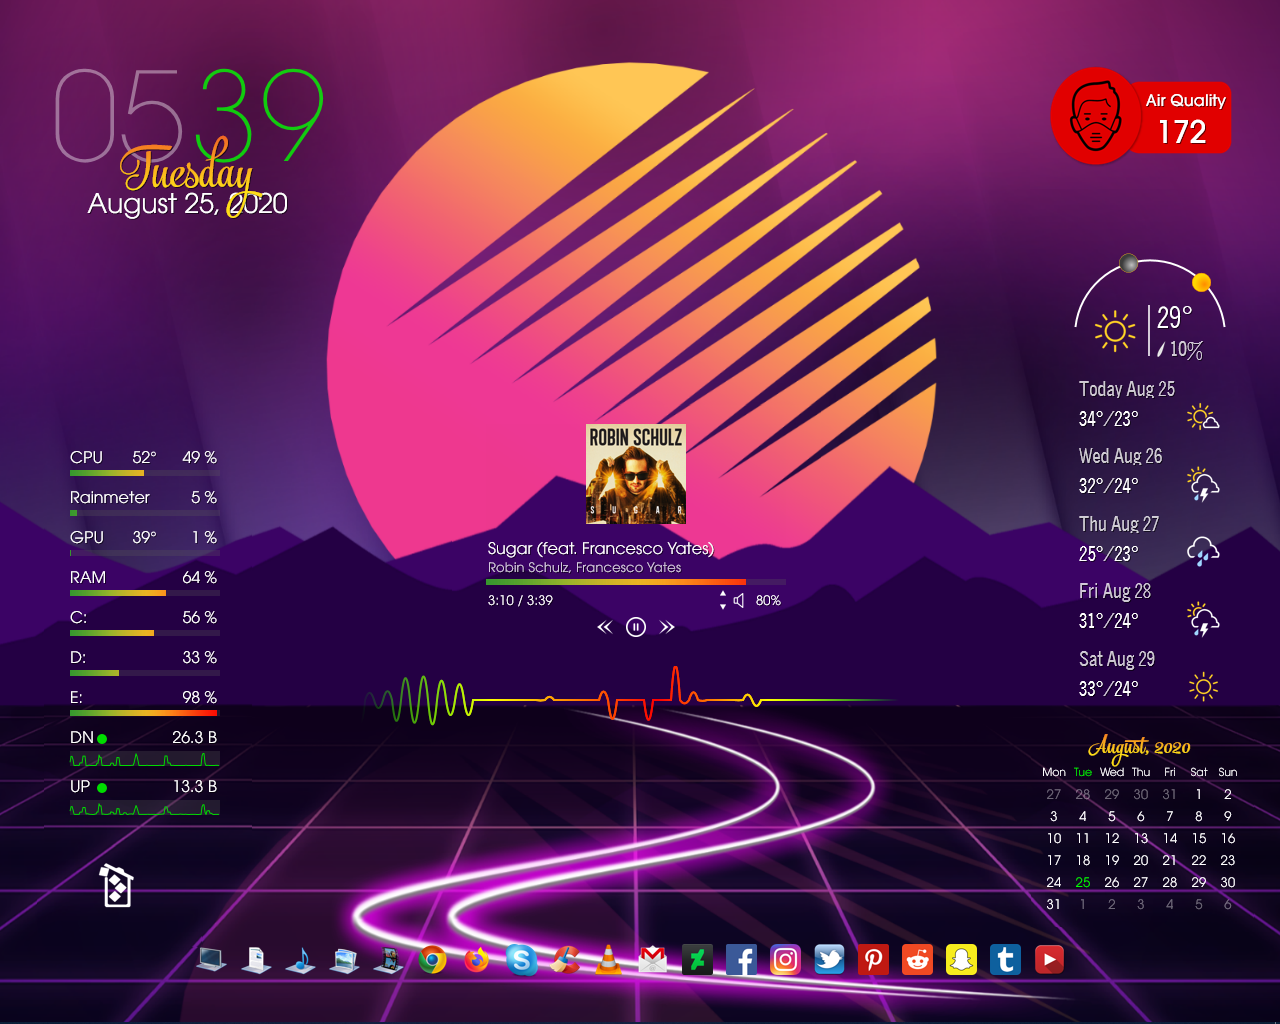 0539
Tuesday
August 25, 2020
Air Quality
172
29°
10%
Today Aug 25
34°/23°
Wed Aug 26
32°/24°
Thu Aug 27
25°/23°
Fri Aug 28
31°/24°
Sat Aug 29
33°/24°
CPU 52° 49 %
Rainmeter 5 %
GPU 39° 1 %
RAM 64 %
C: 56 %
D: 33 %
E: 98 %
DN 26.3 B
UP 13.3 B
ROBIN SCHULZ
SUGAR
Sugar (feat. Francesco Yates)
Robin Schulz, Francesco Yates
3:10 / 3:39 80%
August, 2020
Mon Tue Wed Thu Fri Sat Sun
27 28 29 30 31 1 2
3 4 5 6 7 8 9
10 11 12 13 14 15 16
17 18 19 20 21 22 23
24 25 26 27 28 29 30
31 1 2 3 4 5 6